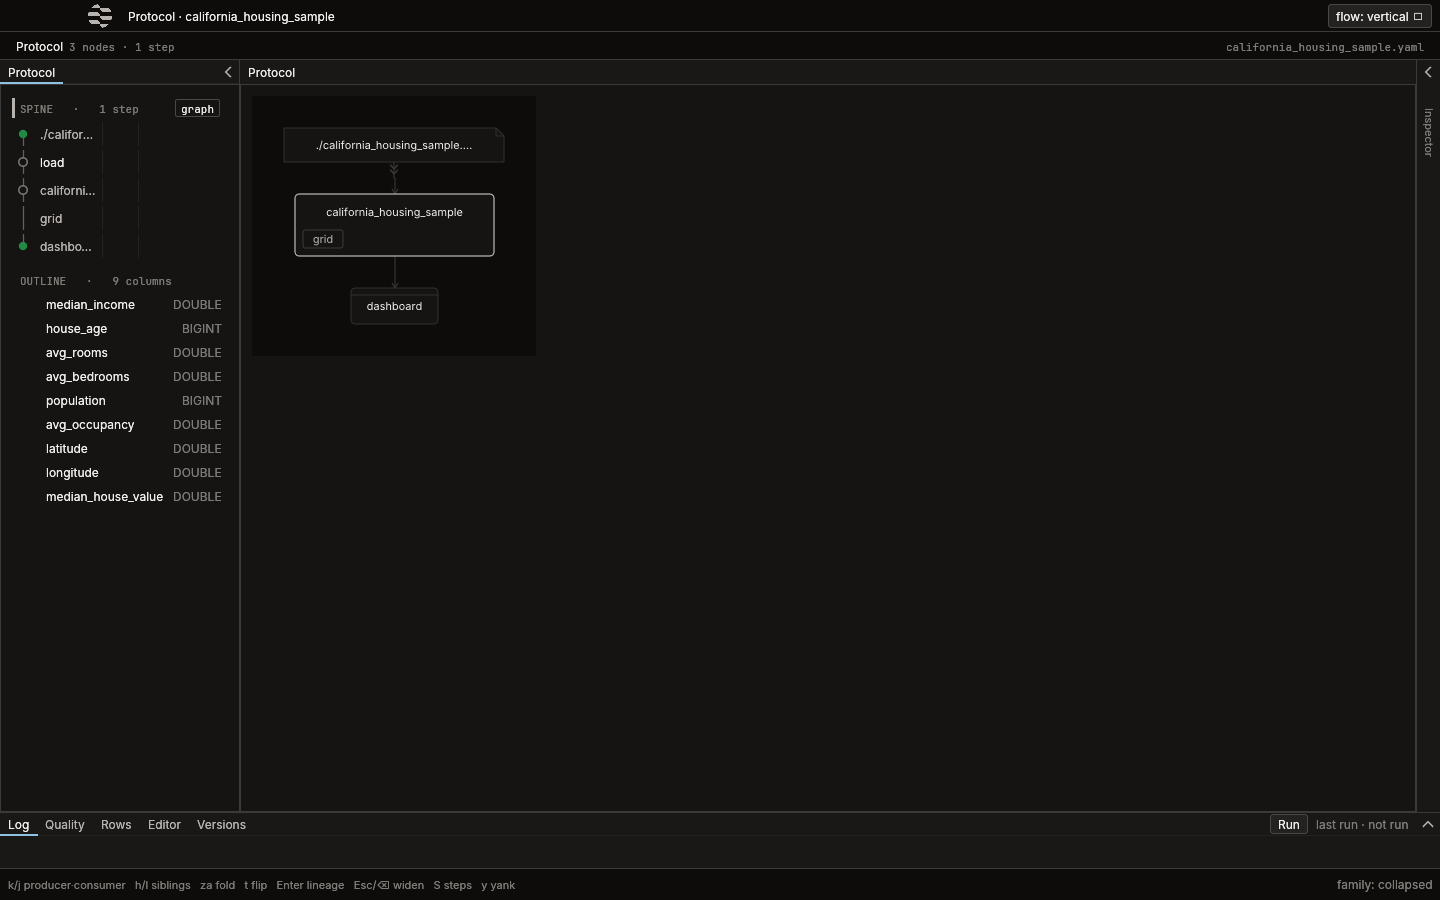 Protocol · california_housing_sample
flow: vertical
Protocol 3 nodes · 1 step
california_housing_sample.yaml
Protocol
Protocol
SPINE · 1 step
graph
./califor...
load
californi...
grid
dashbo...
OUTLINE · 9 columns
median_income DOUBLE
house_age BIGINT
avg_rooms DOUBLE
avg_bedrooms DOUBLE
population BIGINT
avg_occupancy DOUBLE
latitude DOUBLE
longitude DOUBLE
median_house_value DOUBLE
./california_housing_sample....
california_housing_sample
grid
dashboard
Inspector
Log Quality Rows Editor Versions
Run last run · not run
k/j producer·consumer h/l siblings za fold t flip Enter lineage Esc/⌫ widen S steps y yank
family: collapsed